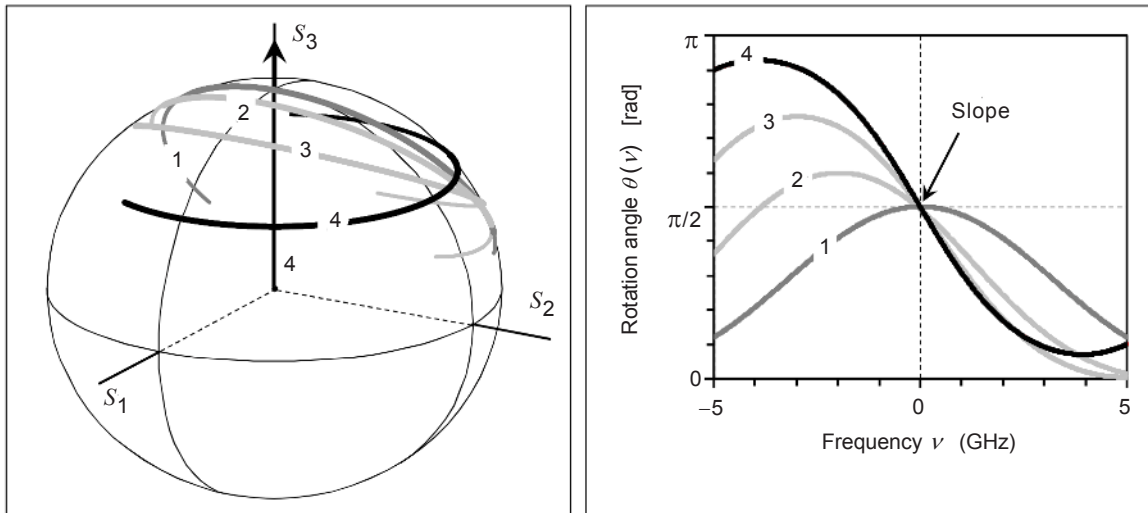 S3
2
1
3
4
4
S2
S1
π
4
Slope
3
2
π/2
1
0
−5
0
5
Rotation angle θ(ν) [rad]
Frequency ν (GHz)